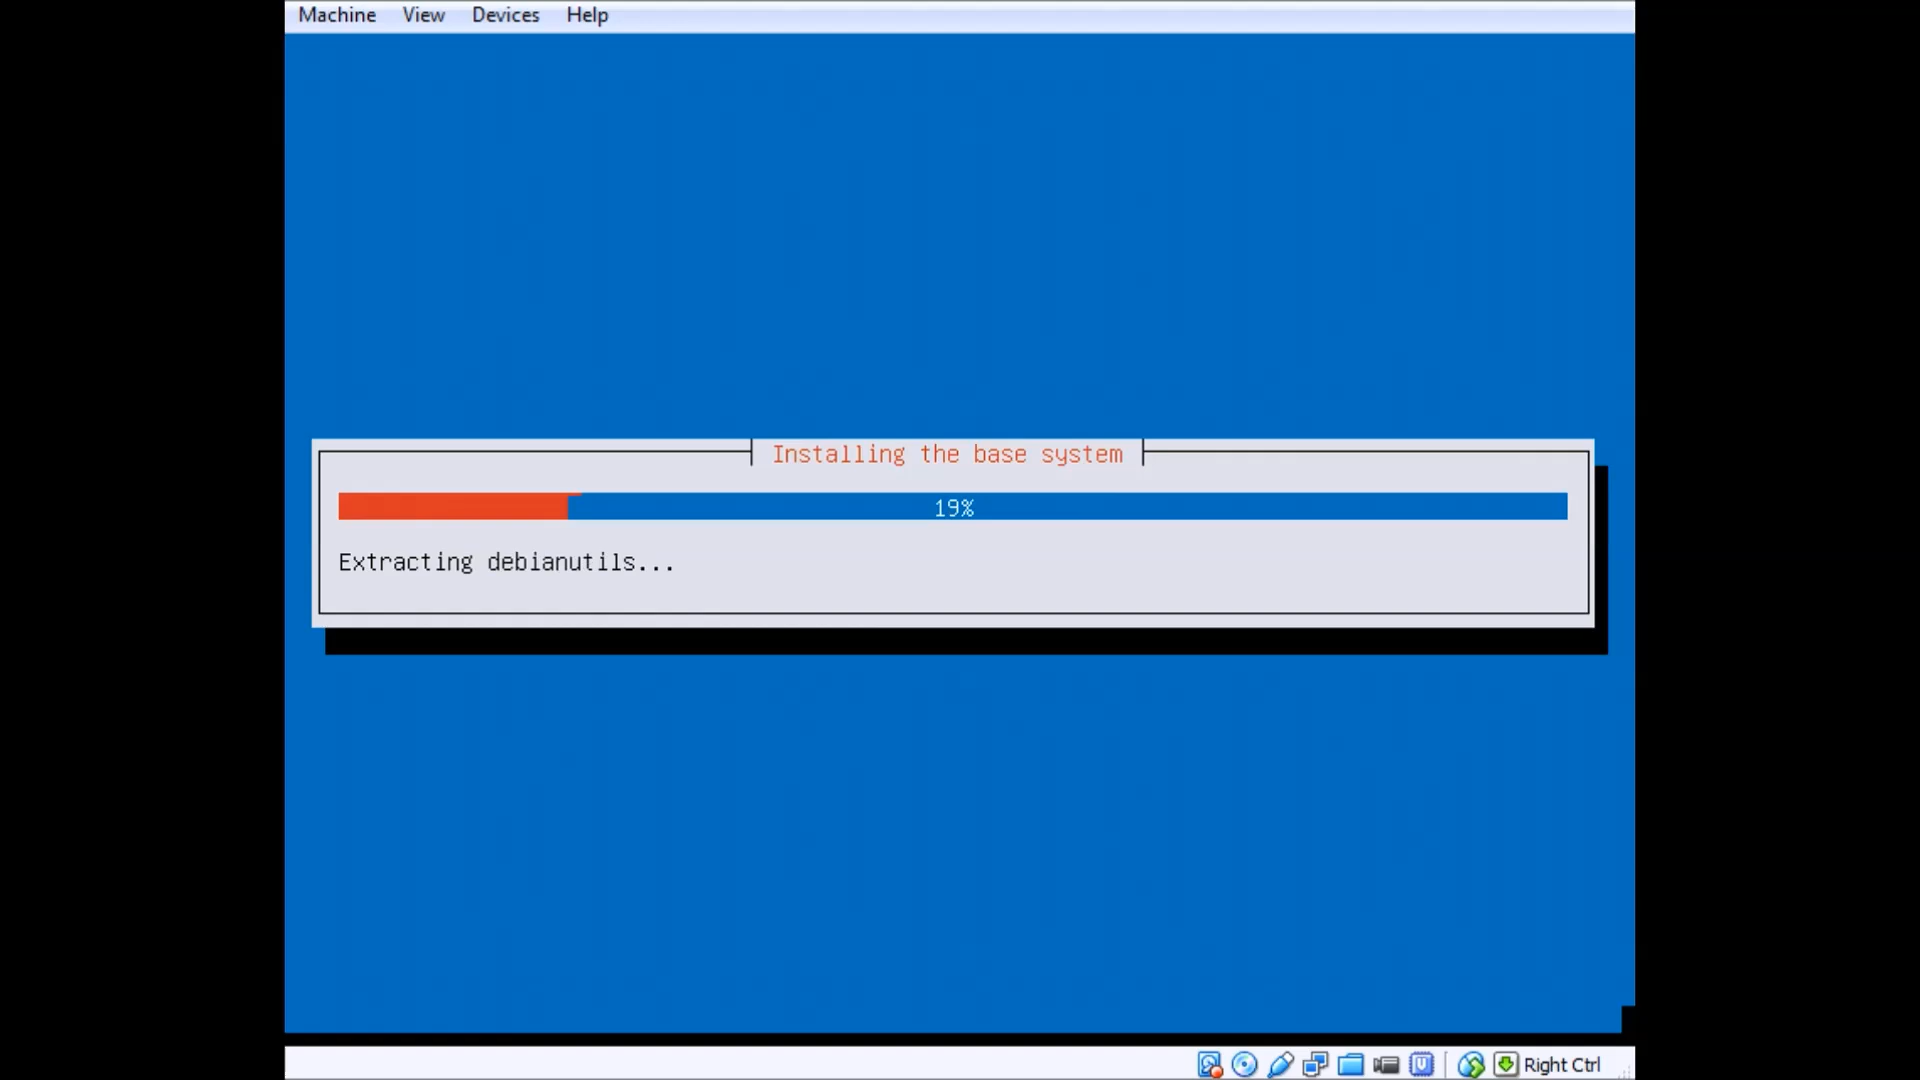 Machine View Devices Help
Installing the base system
19%
Extracting debianutils...
Right Ctrl